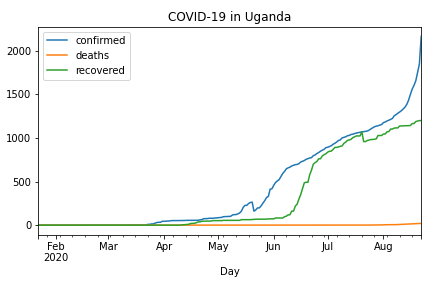 COVID-19 in Uganda
confirmed
deaths
recovered
2000
1500
1000
500
0
Feb Mar Apr May Jun Jul Aug
2020
Day